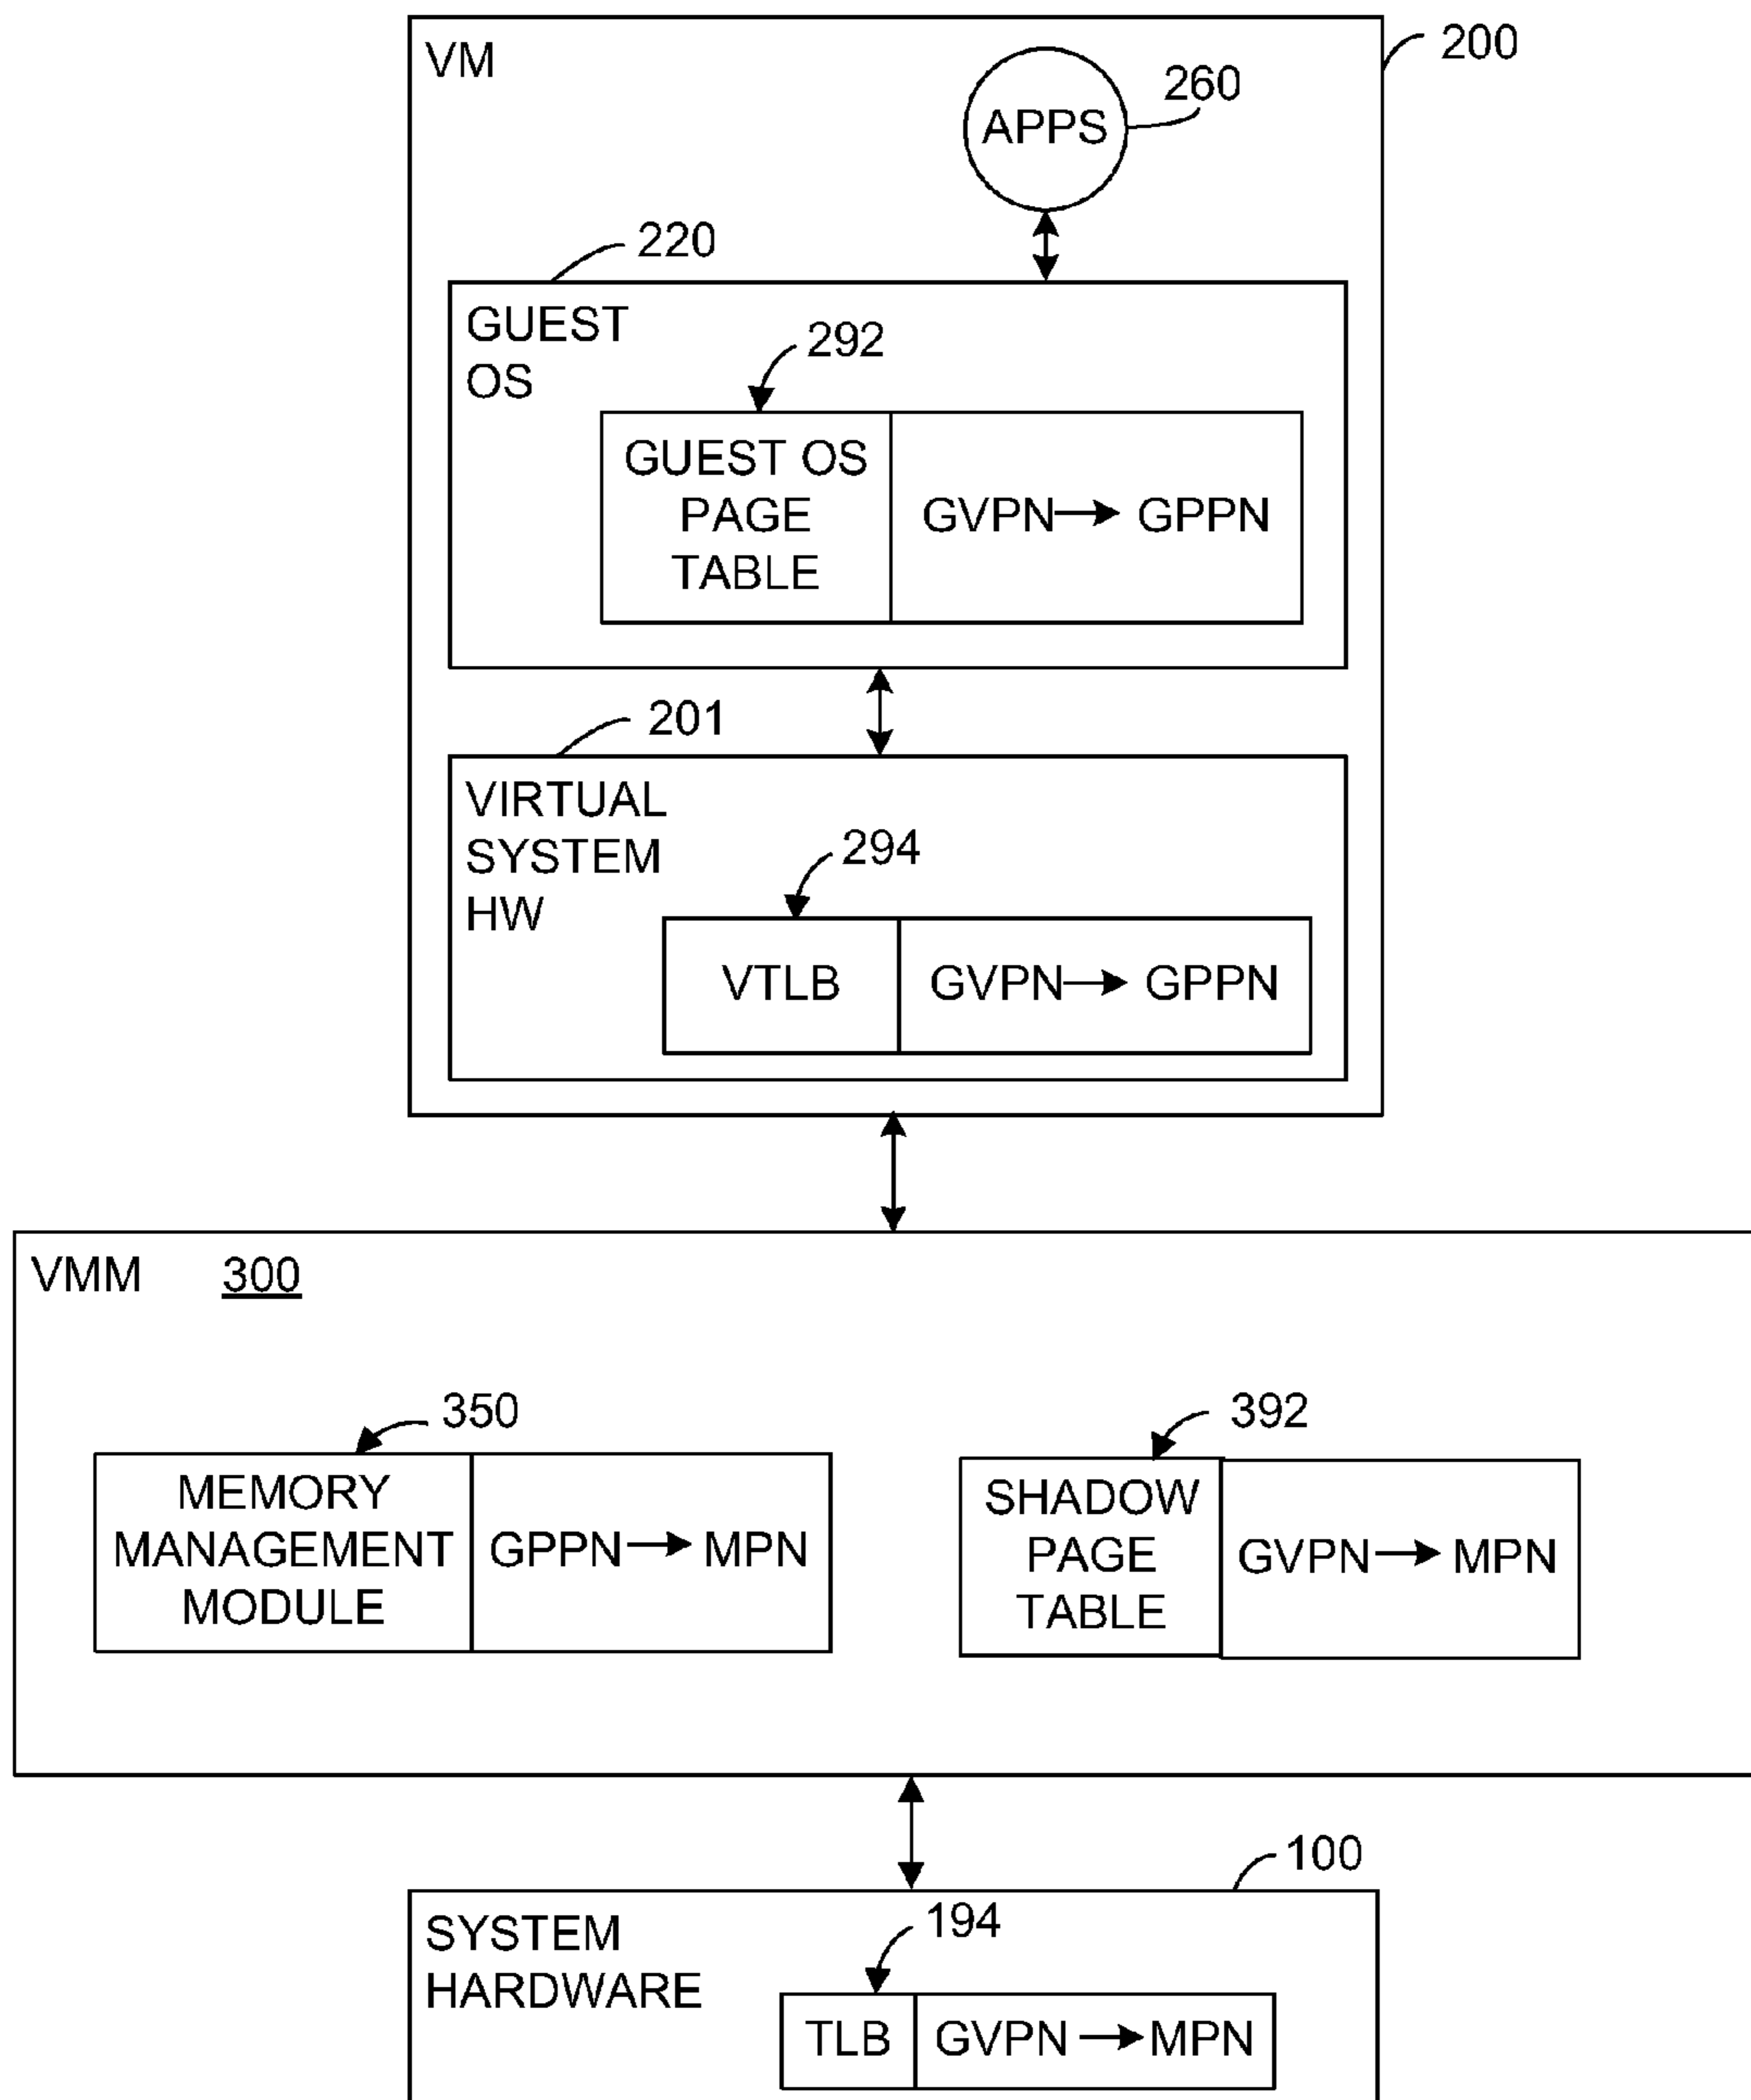 VM
200
APPS
260
220
GUEST
OS
292
GUEST OS
PAGE
TABLE
GVPN → GPPN
201
VIRTUAL
SYSTEM
HW
294
VTLB
GVPN → GPPN
VMM 300
350
MEMORY
MANAGEMENT
MODULE
GPPN → MPN
392
SHADOW
PAGE
TABLE
GVPN → MPN
100
SYSTEM
HARDWARE
194
TLB
GVPN → MPN